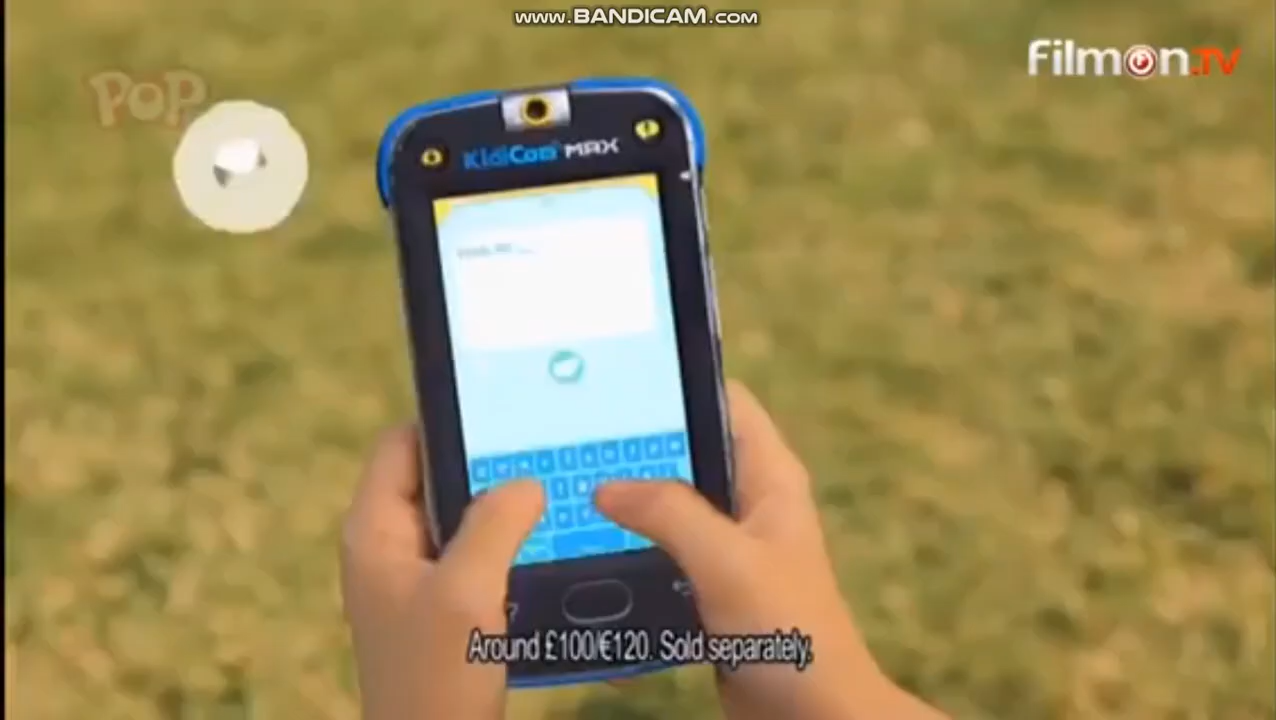 www.BANDICAM.com
Filmon.TV
POP
KidiCom MAX
Around £100/€120. Sold separately.